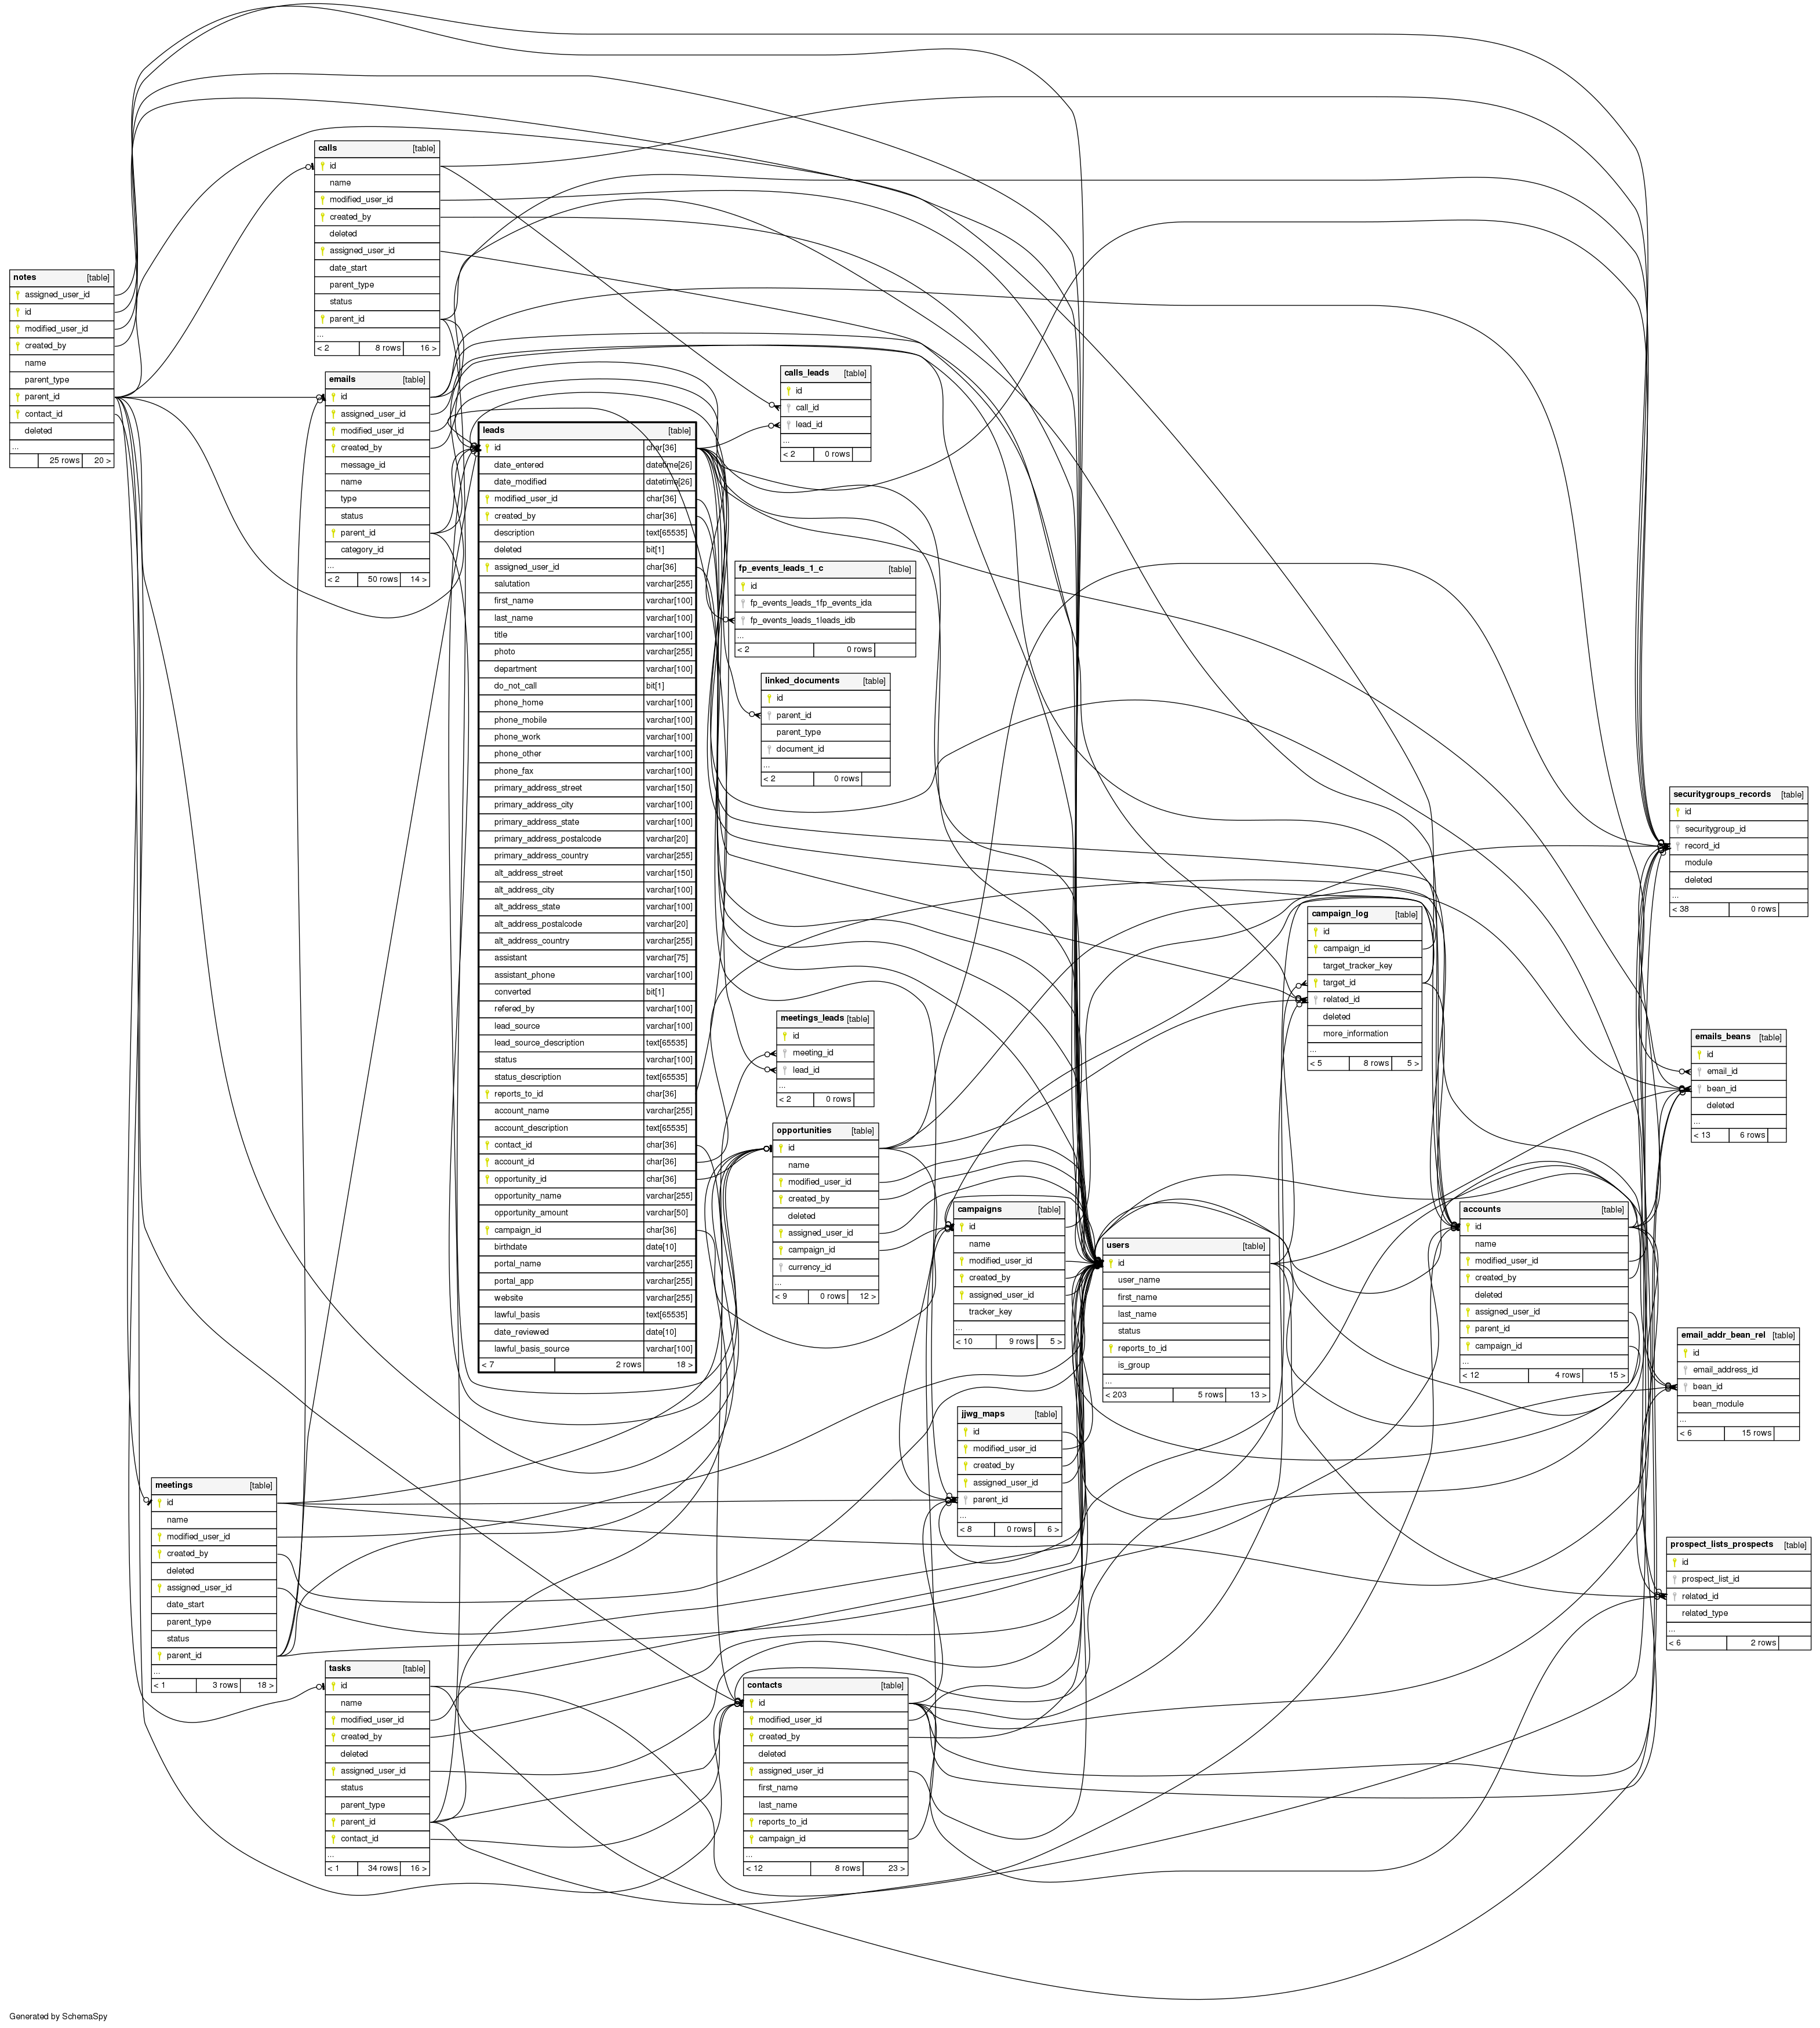 calls [table]
id
name
modified_user_id
created_by
deleted
assigned_user_id
date_start
parent_type
status
parent_id
...
< 2 8 rows 16 >
notes [table]
assigned_user_id
id
modified_user_id
created_by
name
parent_type
parent_id
contact_id
deleted
...
25 rows 20 >
emails [table]
id
assigned_user_id
modified_user_id
created_by
message_id
name
type
status
parent_id
category_id
...
< 2 50 rows 14 >
leads [table]
id char[36]
date_entered datetime[26]
date_modified datetime[26]
modified_user_id char[36]
created_by char[36]
description text[65535]
deleted bit[1]
assigned_user_id char[36]
salutation varchar[255]
first_name varchar[100]
last_name varchar[100]
title varchar[100]
photo varchar[255]
department varchar[100]
do_not_call bit[1]
phone_home varchar[100]
phone_mobile varchar[100]
phone_work varchar[100]
phone_other varchar[100]
phone_fax varchar[100]
primary_address_street varchar[150]
primary_address_city varchar[100]
primary_address_state varchar[100]
primary_address_postalcode varchar[20]
primary_address_country varchar[255]
alt_address_street varchar[150]
alt_address_city varchar[100]
alt_address_state varchar[100]
alt_address_postalcode varchar[20]
alt_address_country varchar[255]
assistant varchar[75]
assistant_phone varchar[100]
converted bit[1]
refered_by varchar[100]
lead_source varchar[100]
lead_source_description text[65535]
status varchar[100]
status_description text[65535]
reports_to_id char[36]
account_name varchar[255]
account_description text[65535]
contact_id char[36]
account_id char[36]
opportunity_id char[36]
opportunity_name varchar[255]
opportunity_amount varchar[50]
campaign_id char[36]
birthdate date[10]
portal_name varchar[255]
portal_app varchar[255]
website varchar[255]
lawful_basis text[65535]
date_reviewed date[10]
lawful_basis_source varchar[100]
< 7 2 rows 18 >
calls_leads [table]
id
call_id
lead_id
...
< 2 0 rows
fp_events_leads_1_c [table]
id
fp_events_leads_1fp_events_ida
fp_events_leads_1leads_idb
...
< 2 0 rows
linked_documents [table]
id
parent_id
parent_type
document_id
...
< 2 0 rows
securitygroups_records [table]
id
securitygroup_id
record_id
module
deleted
...
< 38 0 rows
campaign_log [table]
id
campaign_id
target_tracker_key
target_id
related_id
deleted
more_information
...
< 5 8 rows 5 >
meetings_leads [table]
id
meeting_id
lead_id
...
< 2 0 rows
emails_beans [table]
id
email_id
bean_id
deleted
...
< 13 6 rows
opportunities [table]
id
name
modified_user_id
created_by
deleted
assigned_user_id
campaign_id
currency_id
...
< 9 0 rows 12 >
campaigns [table]
id
name
modified_user_id
created_by
assigned_user_id
tracker_key
...
< 10 9 rows 5 >
users [table]
id
user_name
first_name
last_name
status
reports_to_id
is_group
...
< 203 5 rows 13 >
accounts [table]
id
name
modified_user_id
created_by
deleted
assigned_user_id
parent_id
campaign_id
...
< 12 4 rows 15 >
email_addr_bean_rel [table]
id
email_address_id
bean_id
bean_module
...
< 6 15 rows
jjwg_maps [table]
id
modified_user_id
created_by
assigned_user_id
parent_id
...
< 8 0 rows 6 >
meetings [table]
id
name
modified_user_id
created_by
deleted
assigned_user_id
date_start
parent_type
status
parent_id
...
< 1 3 rows 18 >
prospect_lists_prospects [table]
id
prospect_list_id
related_id
related_type
...
< 6 2 rows
tasks [table]
id
name
modified_user_id
created_by
deleted
assigned_user_id
status
parent_type
parent_id
contact_id
...
< 1 34 rows 16 >
contacts [table]
id
modified_user_id
created_by
deleted
assigned_user_id
first_name
last_name
reports_to_id
campaign_id
...
< 12 8 rows 23 >
Generated by SchemaSpy